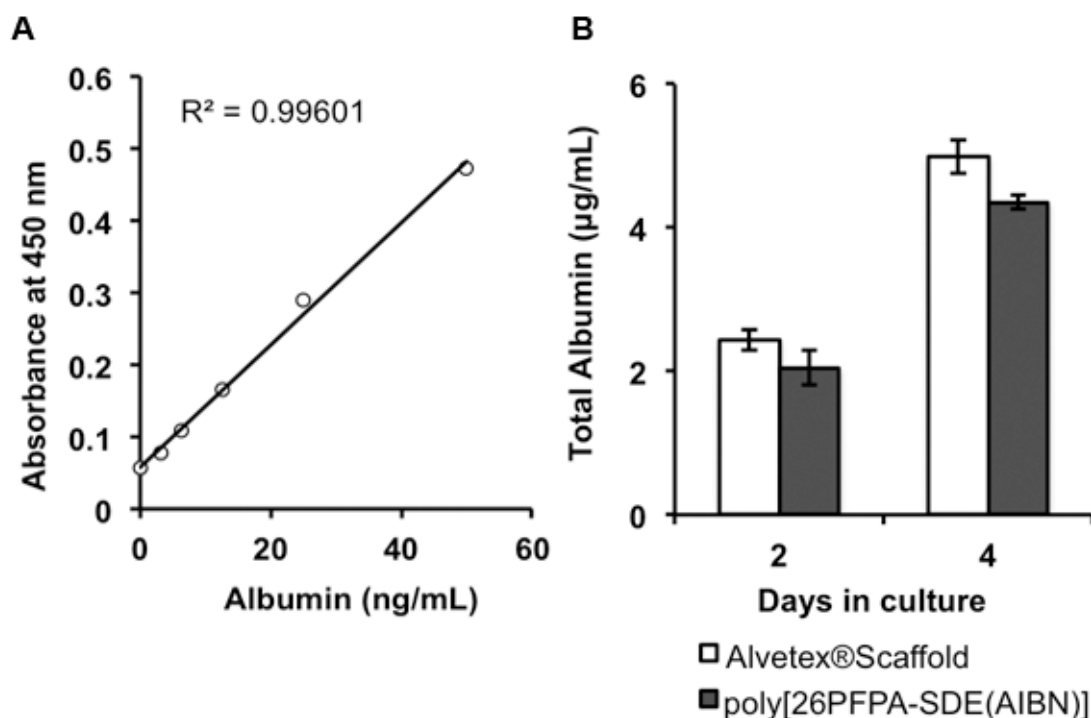 A
R² = 0.99601
Absorbance at 450 nm
0.6
0.5
0.4
0.3
0.2
0.1
0
0 20 40 60
Albumin (ng/mL)
B
Total Albumin (µg/mL)
6
4
2
0
2 4
Days in culture
Alvetex®Scaffold
poly[26PFPA-SDE(AIBN)]